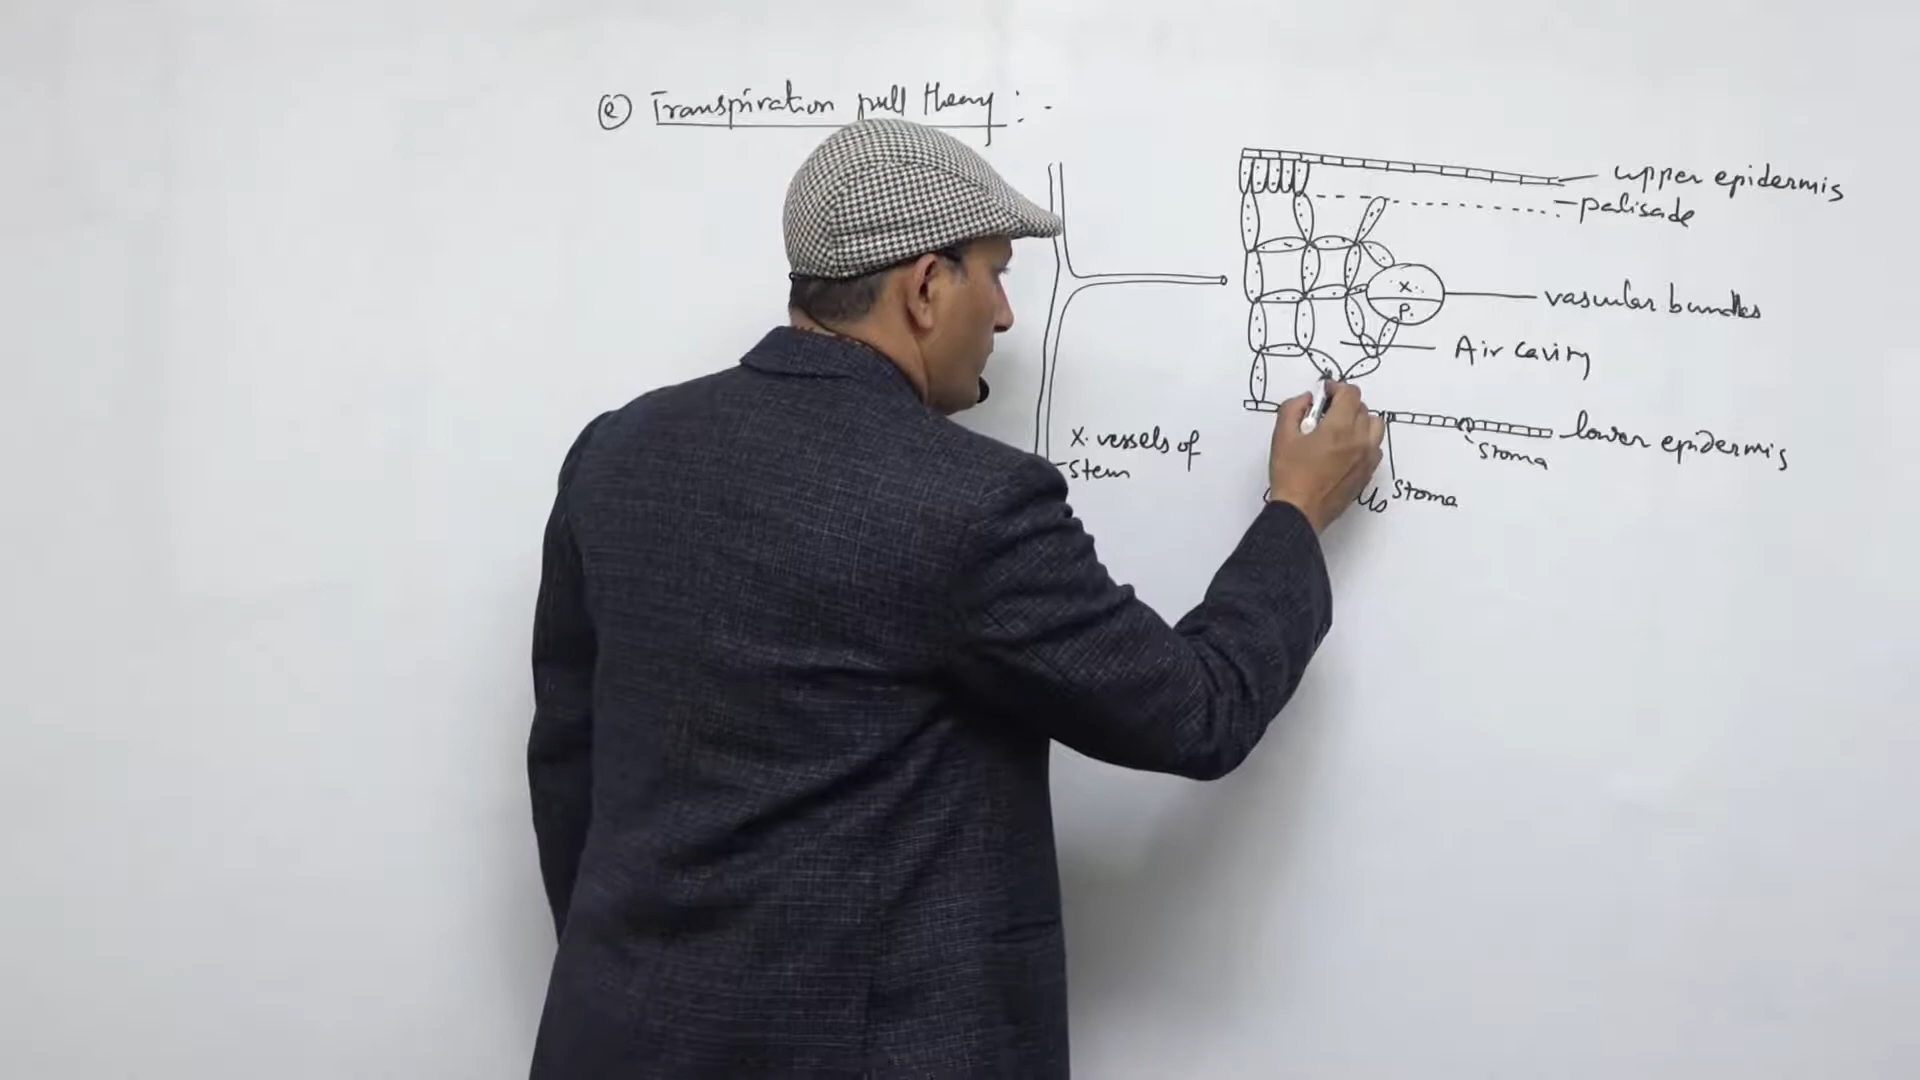 (e) Transpiration pull theory :-
upper epidermis
palisade
X.
P.
vascular bundles
Air cavity
X. vessels of
stem
lower epidermis
stoma
stoma